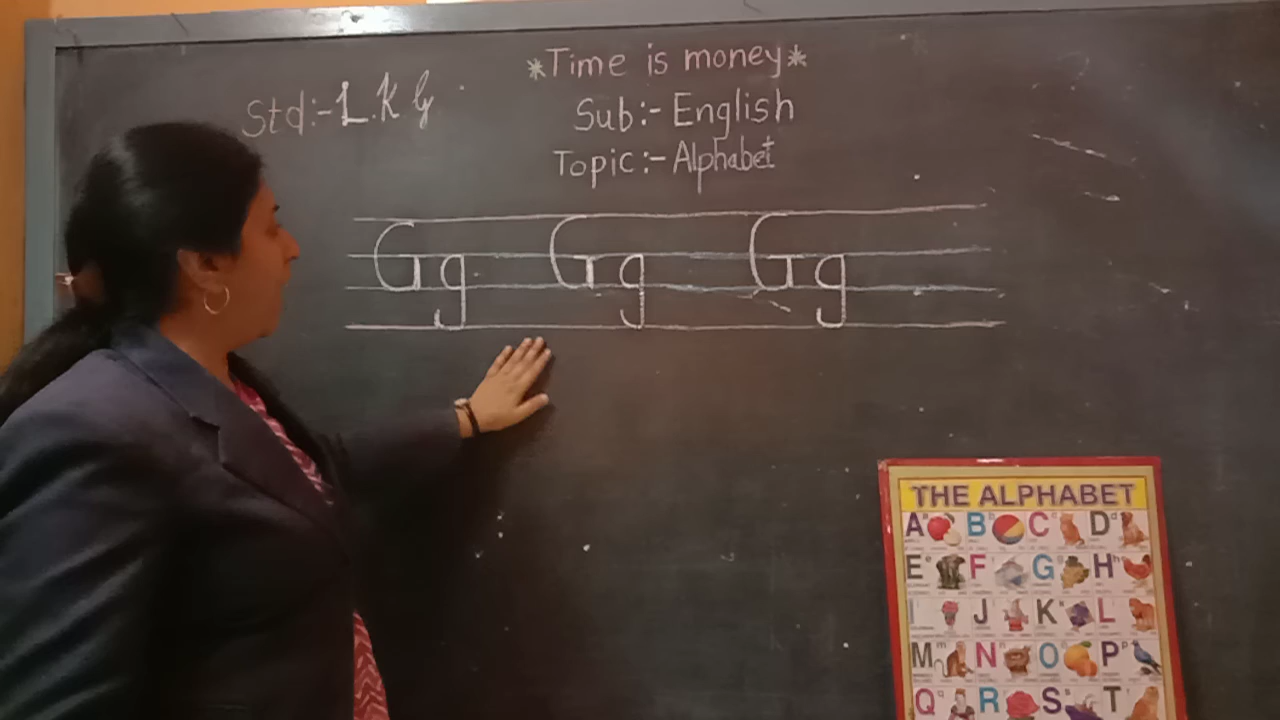 *Time is money*
Std:- L.K.G
Sub:- English
Topic:- Alphabet
Gg Gg Gg
THE ALPHABET
A a B b C c D d
E e F G g H h
I J K L
M m N n O P p
Q q R S T